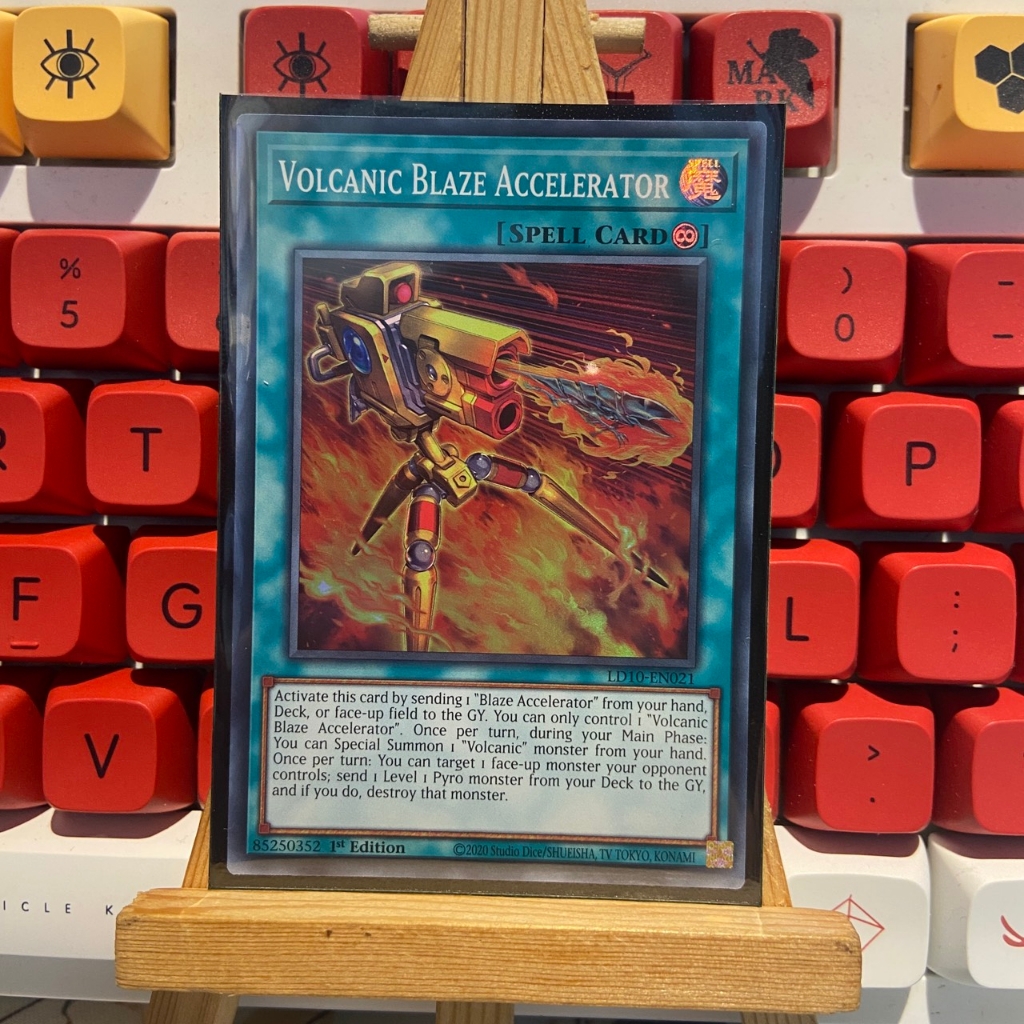 MA
RK
VOLCANIC BLAZE ACCELERATOR
SPELL
魔
[SPELL CARD]
%
5
)
0
R
T
P
F
G
L
:
;
V
>
.
LD10-EN021
Activate this card by sending 1 "Blaze Accelerator" from your hand,
Deck, or face-up field to the GY. You can only control 1 "Volcanic
Blaze Accelerator". Once per turn, during your Main Phase:
You can Special Summon 1 "Volcanic" monster from your hand.
Once per turn: You can target 1 face-up monster your opponent
controls; send 1 Level 1 Pyro monster from your Deck to the GY,
and if you do, destroy that monster.
85250352 1st Edition ©2020 Studio Dice/SHUEISHA, TV TOKYO, KONAMI
ICLE K